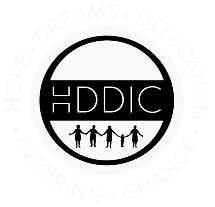 HOPE • DREAMS • DEDICATION
HDDIC
• INSPIRING • CHANGE •